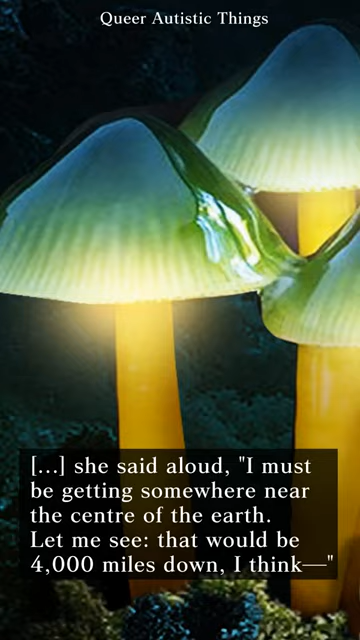 Queer Autistic Things
[...] she said aloud, "I must
be getting somewhere near
the centre of the earth.
Let me see: that would be
4,000 miles down, I think—"